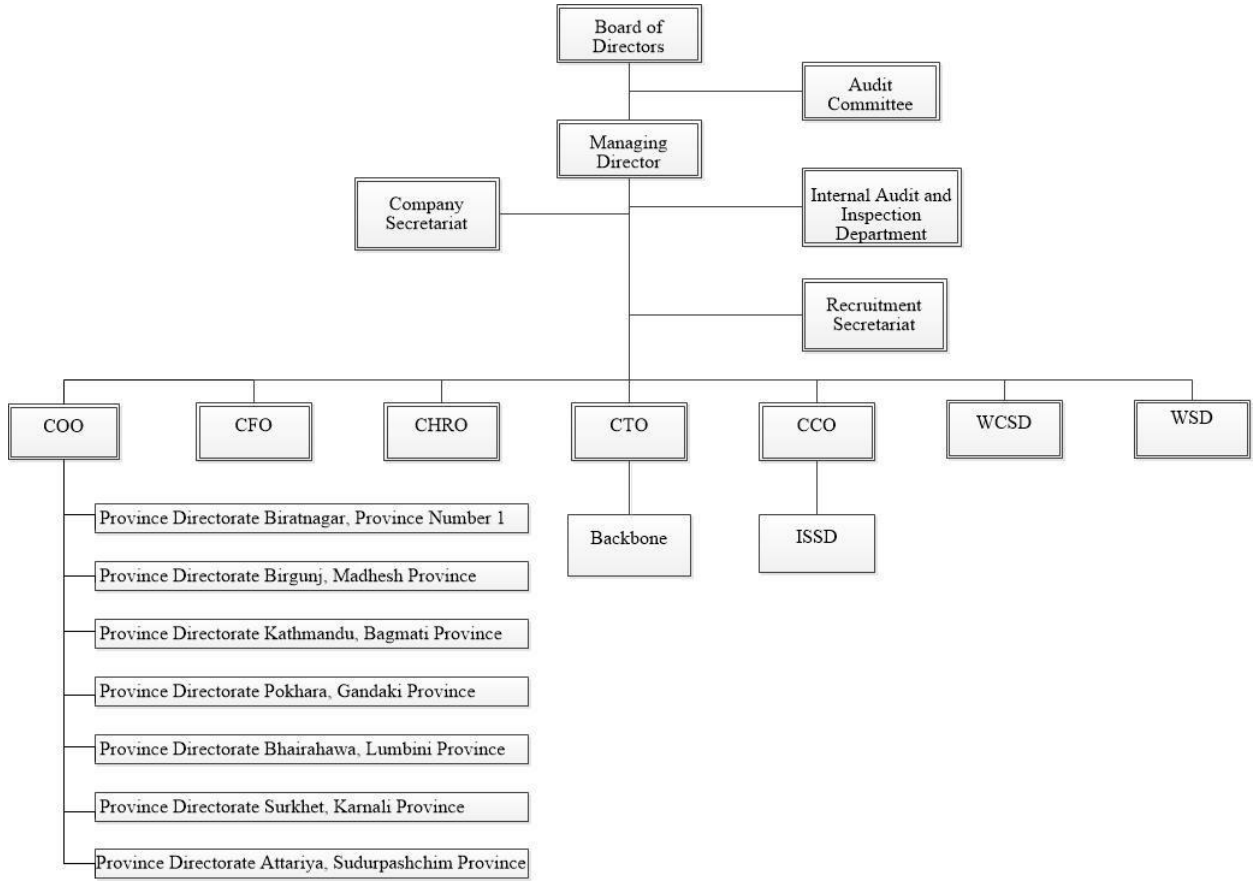 Board of
Directors
Audit
Committee
Managing
Director
Company
Secretariat
Internal Audit and
Inspection
Department
Recruitment
Secretariat
COO
CFO
CHRO
CTO
CCO
WCSD
WSD
Province Directorate Biratnagar, Province Number 1
Backbone
ISSD
Province Directorate Birgunj, Madhesh Province
Province Directorate Kathmandu, Bagmati Province
Province Directorate Pokhara, Gandaki Province
Province Directorate Bhairahawa, Lumbini Province
Province Directorate Surkhet, Karnali Province
Province Directorate Attariya, Sudurpashchim Province